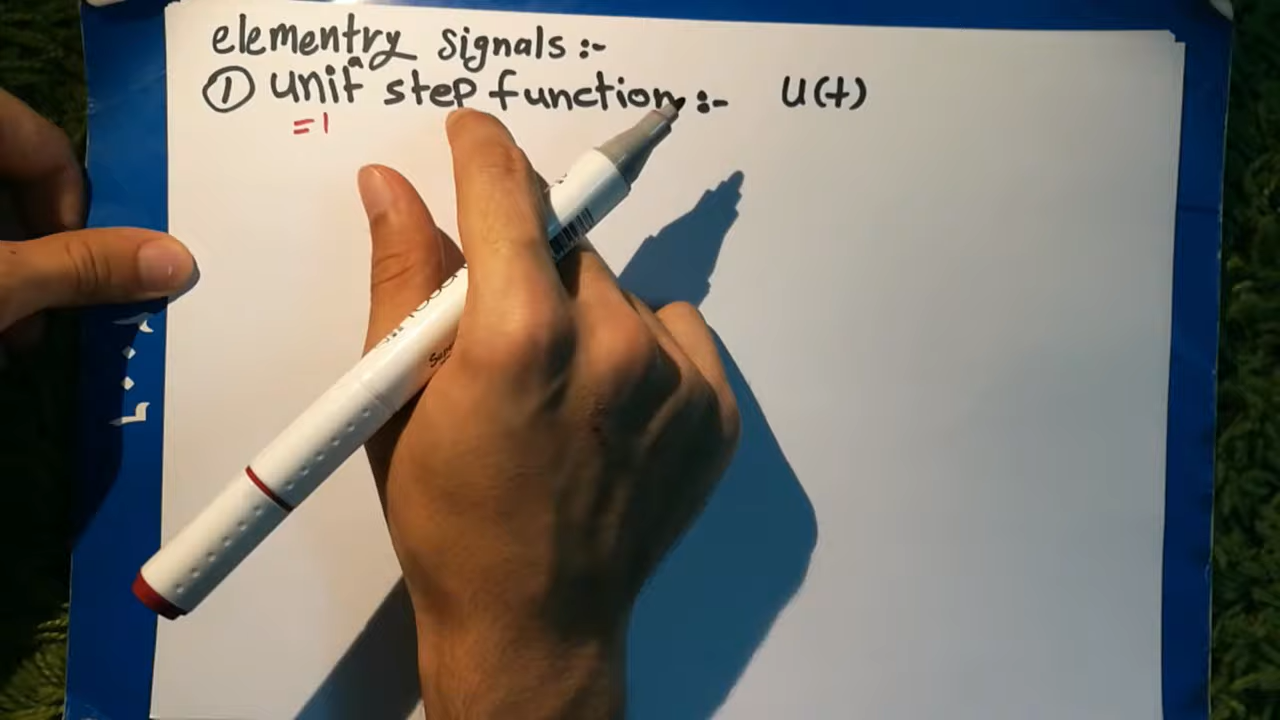 elementry signals :-
a
① unit step function :- U(t)
= 1